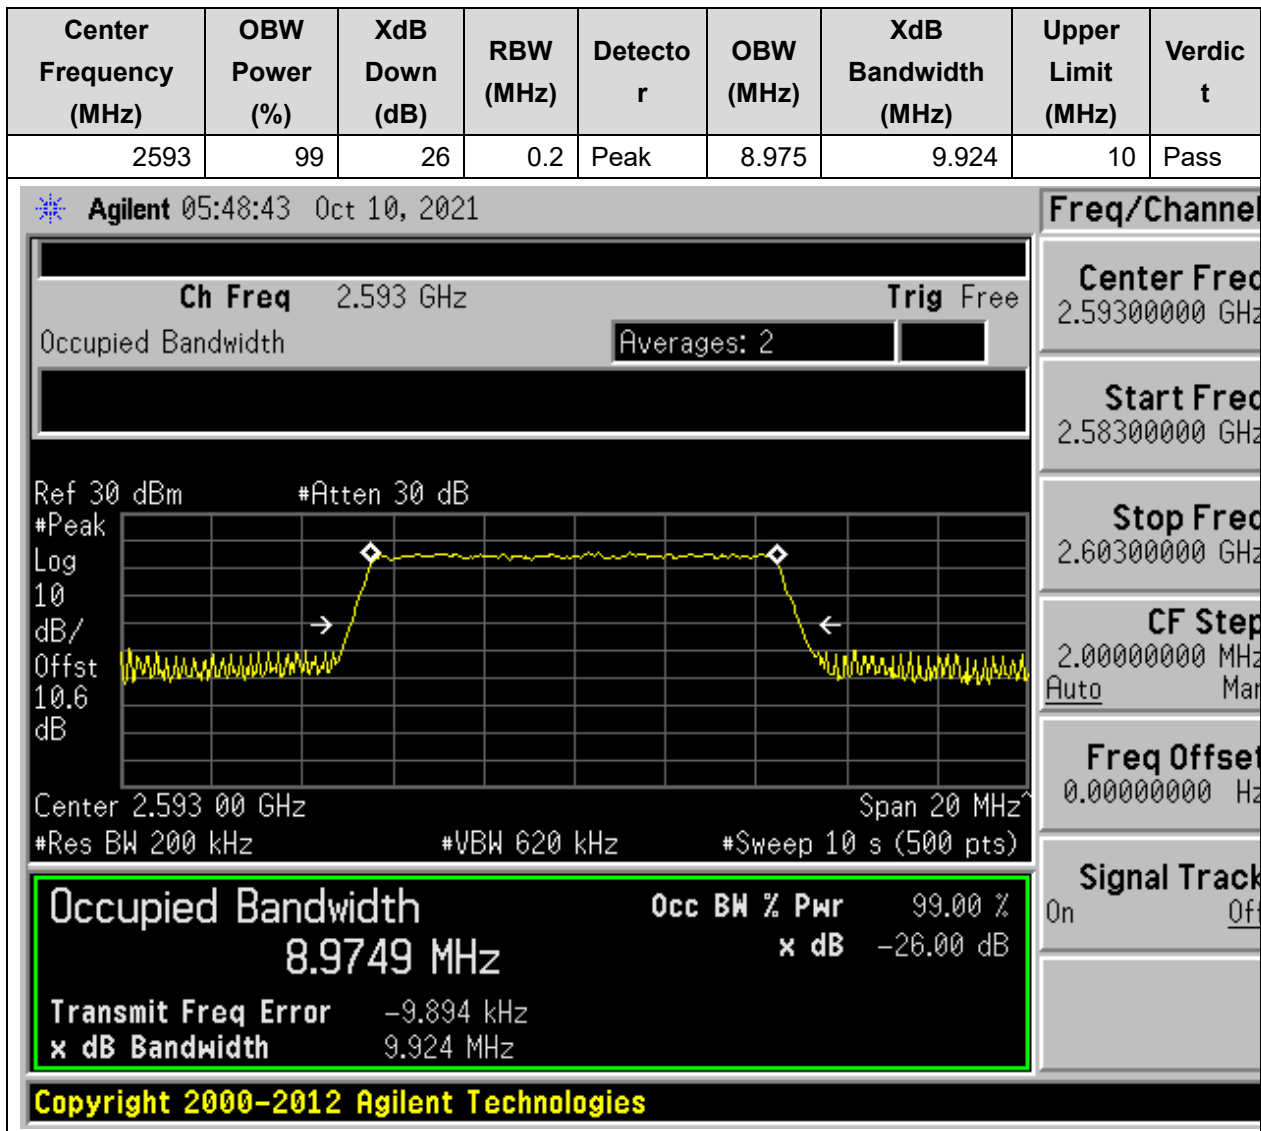 Center Frequency (MHz) OBW Power (%) XdB Down (dB) RBW (MHz) Detecto r OBW (MHz) XdB Bandwidth (MHz) Upper Limit (MHz) Verdic t
2593 99 26 0.2 Peak 8.975 9.924 10 Pass
Agilent 05:48:43 Oct 10, 2021
Freq/Channel
Ch Freq 2.593 GHz Trig Free
Occupied Bandwidth Averages: 2
Center Freq
2.59300000 GHz
Start Freq
2.58300000 GHz
Stop Freq
2.60300000 GHz
CF Step
2.00000000 MHz
Auto Man
Freq Offset
0.00000000 Hz
Signal Track
On Off
Ref 30 dBm #Atten 30 dB
#Peak
Log
10
dB/
Offst
10.6
dB
Center 2.593 00 GHz Span 20 MHz^
#Res BW 200 kHz #VBW 620 kHz #Sweep 10 s (500 pts)
Occupied Bandwidth Occ BW % Pwr 99.00 %
8.9749 MHz x dB -26.00 dB
Transmit Freq Error -9.894 kHz
x dB Bandwidth 9.924 MHz
Copyright 2000-2012 Agilent Technologies